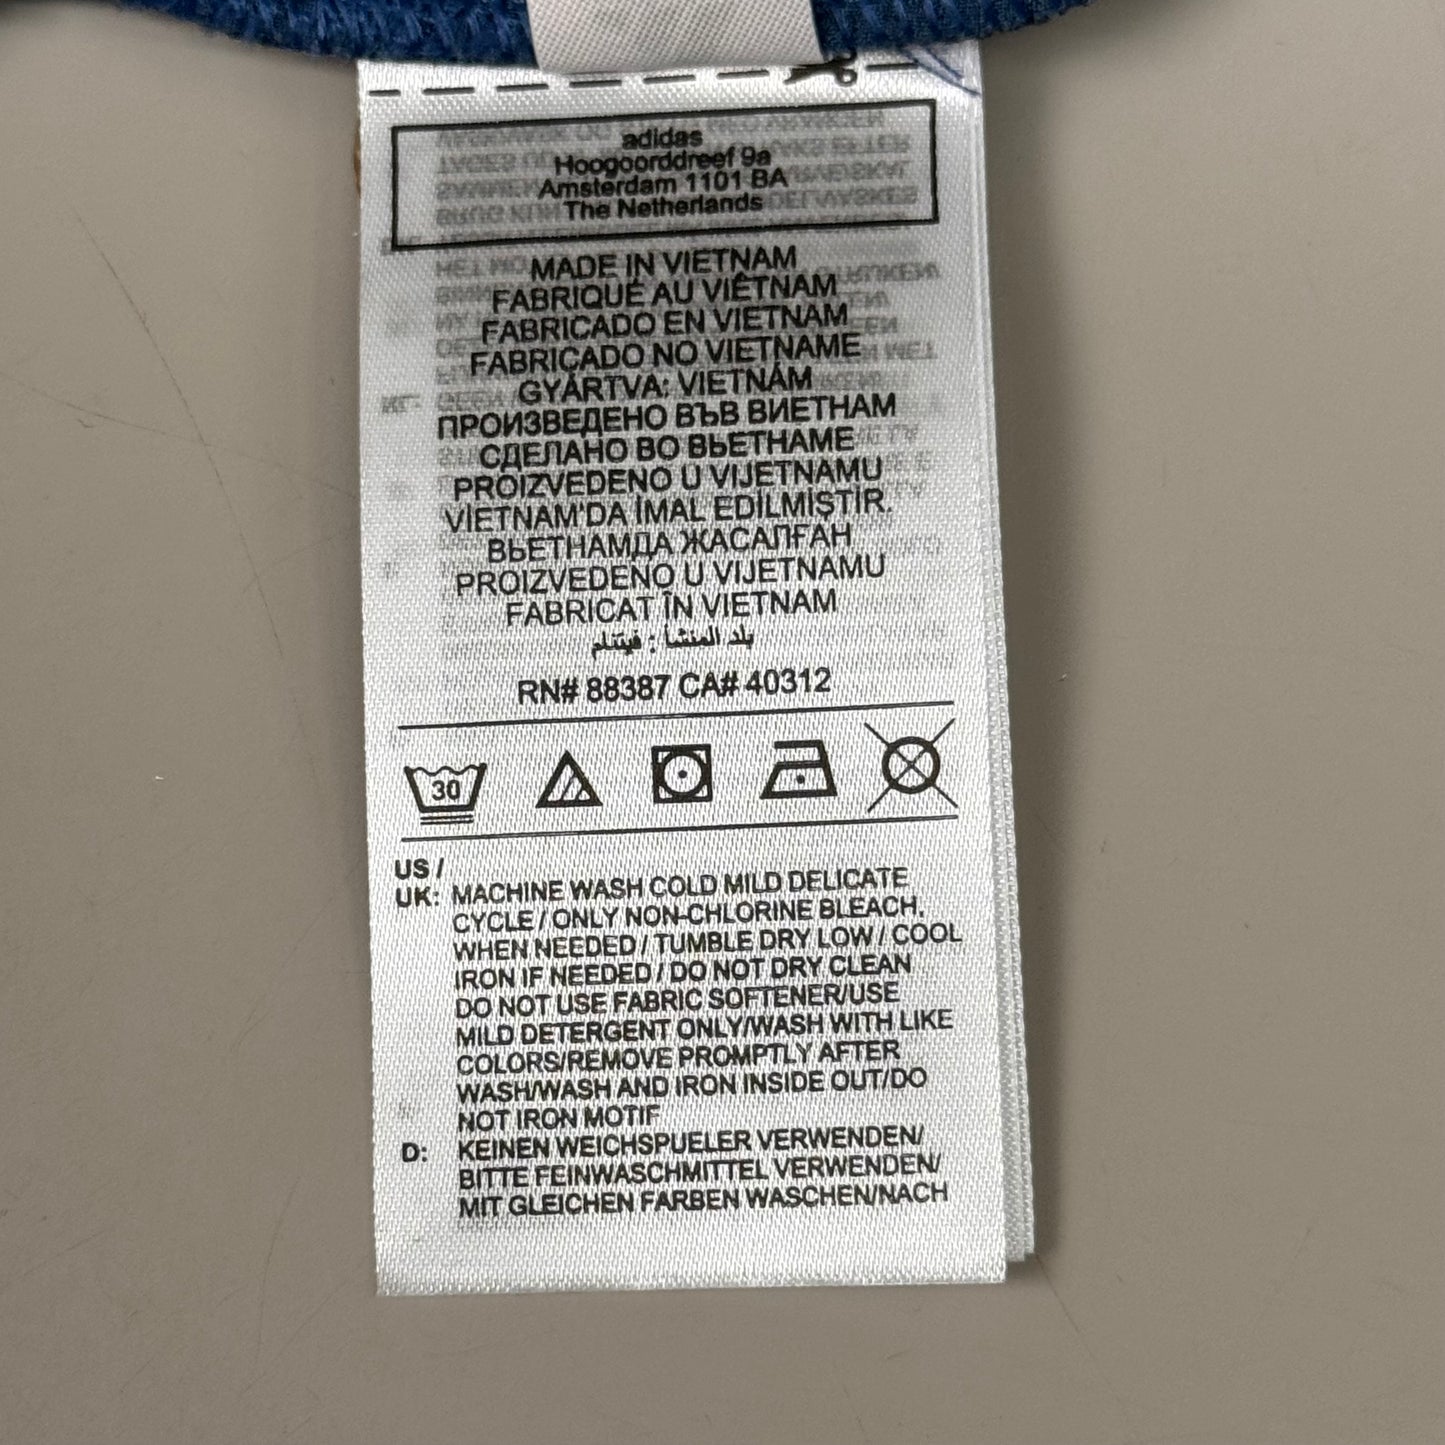 adidas
Hoogoorddreef 9a
Amsterdam 1101 BA
The Netherlands
MADE IN VIETNAM
FABRIQUÉ AU VIÊTNAM
FABRICADO EN VIETNAM
FABRICADO NO VIETNAME
GYÁRTVA: VIETNÁM
ПРОИЗВЕДЕНО ВЪВ ВИЕТНАМ
СДЕЛАНО ВО ВЬЕТНАМЕ
PROIZVEDENO U VIJETNAMU
VİETNAM'DA İMAL EDİLMİŞTİR.
ВЬЕТНАМДА ЖАСАЛҒАН
PROIZVEDENO U VIJETNAMU
FABRICAT ÎN VIETNAM
بلد المنشأ : فيتنام
RN# 88387 CA# 40312
30
US /
UK: MACHINE WASH COLD MILD DELICATE
CYCLE / ONLY NON-CHLORINE BLEACH,
WHEN NEEDED / TUMBLE DRY LOW / COOL
IRON IF NEEDED / DO NOT DRY CLEAN
DO NOT USE FABRIC SOFTENER/USE
MILD DETERGENT ONLY/WASH WITH LIKE
COLORS/REMOVE PROMPTLY AFTER
WASH/WASH AND IRON INSIDE OUT/DO
NOT IRON MOTIF
D: KEINEN WEICHSPUELER VERWENDEN/
BITTE FEINWASCHMITTEL VERWENDEN/
MIT GLEICHEN FARBEN WASCHEN/NACH